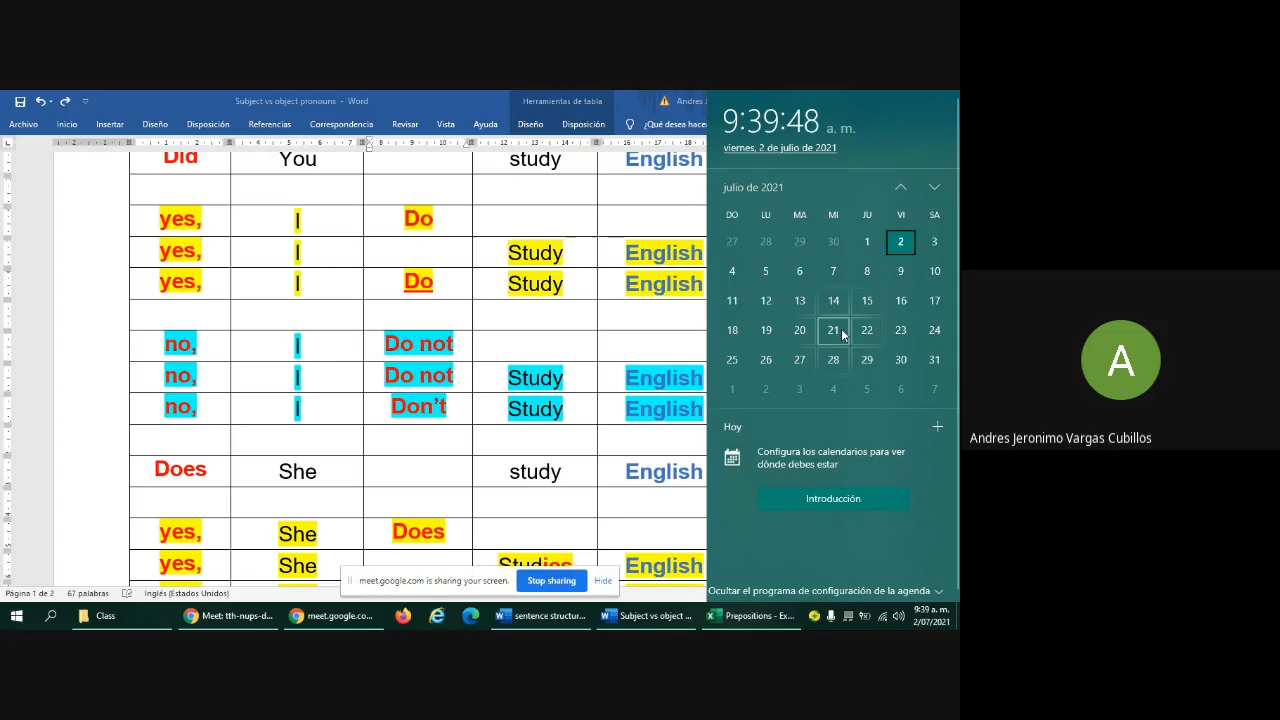 Subject vs object pronouns - Word
Herramientas de tabla
Andres J
Archivo Inicio Insertar Diseño Disposición Referencias Correspondencia Revisar Vista Ayuda Diseño Disposición ¿Qué desea hacer
Did You study English
yes, I Do
yes, I Study English
yes, I Do Study English
no, I Do not
no, I Do not Study English
no, I Don't Study English
Does She study English
yes, She Does
yes, She Studies English
meet.google.com is sharing your screen. Stop sharing Hide
Página 1 de 2 67 palabras Inglés (Estados Unidos)
9:39:48 a. m.
viernes, 2 de julio de 2021
julio de 2021
DO LU MA MI JU VI SA
27 28 29 30 1 2 3
4 5 6 7 8 9 10
11 12 13 14 15 16 17
18 19 20 21 22 23 24
25 26 27 28 29 30 31
1 2 3 4 5 6 7
Hoy
Configura los calendarios para ver
dónde debes estar
Introducción
Ocultar el programa de configuración de la agenda
Class Meet: tth-nups-d... meet.google.co... sentence structur... Subject vs object ... Prepositions - Ex...
9:39 a. m.
2/07/2021
A
Andres Jeronimo Vargas Cubillos